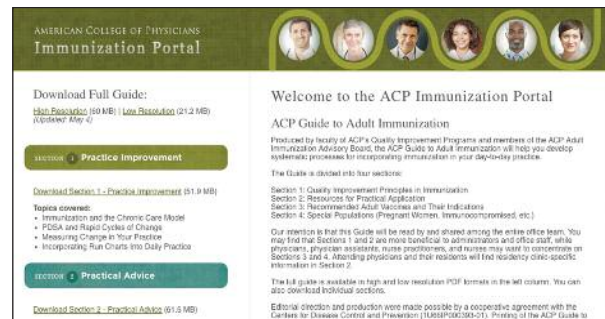 AMERICAN COLLEGE OF PHYSICIANS
Immunization Portal
Download Full Guide:
High Resolution (60 MB) | Low Resolution (21.2 MB)
(Updated: May 4)
SECTION 1 Practice Improvement
Download Section 1 - Practice Improvement (51.9 MB)
Topics covered:
• Immunization and the Chronic Care Model
• PDSA and Rapid Cycles of Change
• Measuring Change in Your Practice
• Incorporating Run Charts into Daily Practice
SECTION 2 Practical Advice
Download Section 2 - Practical Advice (61.5 MB)
Welcome to the ACP Immunization Portal
ACP Guide to Adult Immunization
Produced by faculty of ACP's Quality Improvement Programs and members of the ACP Adult
Immunization Advisory Board, the ACP Guide to Adult Immunization will help you develop
systematic processes for incorporating immunization in your day-to-day practice.
The Guide is divided into four sections:
Section 1: Quality Improvement Principles in Immunization
Section 2: Resources for Practical Application
Section 3: Recommended Adult Vaccines and Their Indications
Section 4: Special Populations (Pregnant Women, Immunocompromised, etc.)
Our intention is that this Guide will be read by and shared among the entire office team. You
may find that Sections 1 and 2 are more beneficial to administrators and office staff, while
physicians, physician assistants, nurse practitioners, and nurses may want to concentrate on
Sections 3 and 4. Attending physicians and their residents will find residency clinic-specific
information in Section 2.
The full guide is available in high and low resolution PDF formats in the left column. You can
also download individual sections.
Editorial direction and production were made possible by a cooperative agreement with the
Centers for Disease Control and Prevention (1U66IP000393-01). Printing of the ACP Guide to